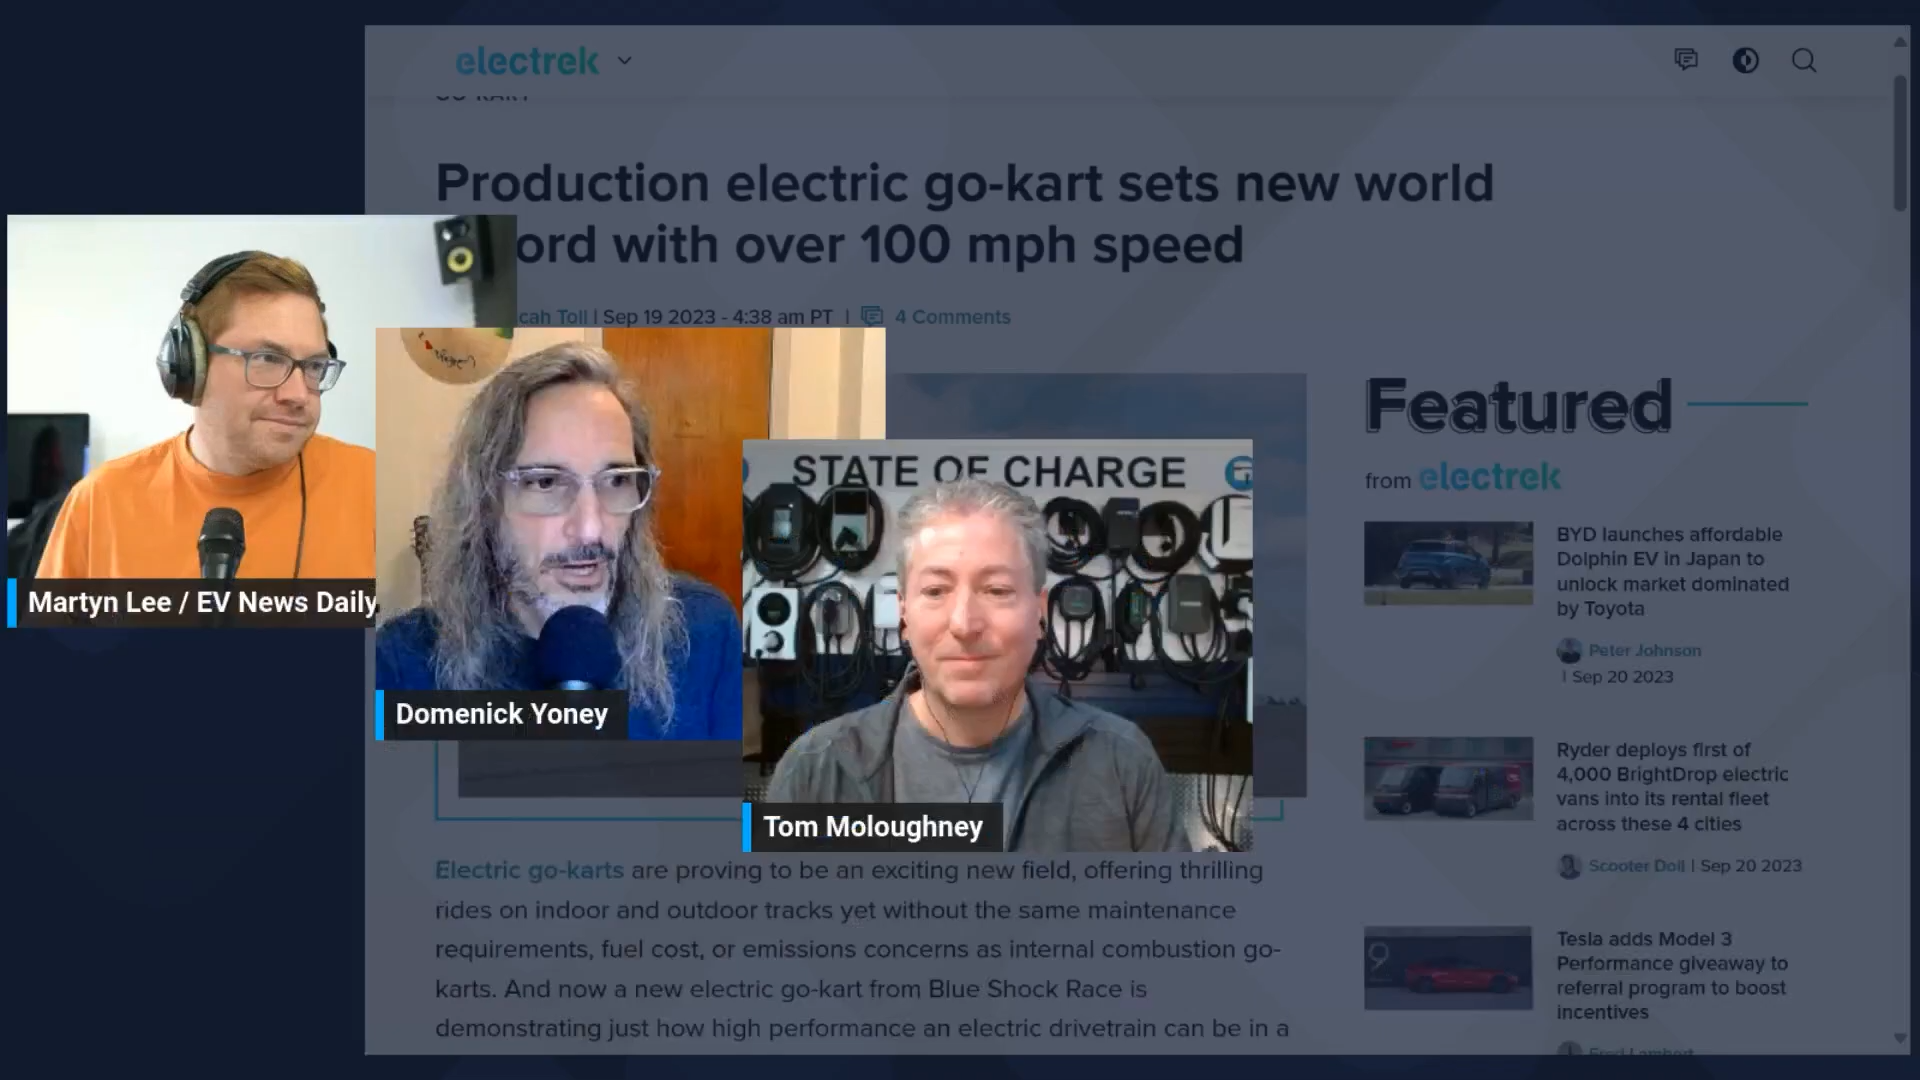 electrek
GO-KART
Production electric go-kart sets new world
ord with over 100 mph speed
cah Toll | Sep 19 2023 - 4:38 am PT | 4 Comments
Martyn Lee / EV News Daily
Domenick Yoney
STATE OF CHARGE
Tom Moloughney
Electric go-karts are proving to be an exciting new field, offering thrilling
rides on indoor and outdoor tracks yet without the same maintenance
requirements, fuel cost, or emissions concerns as internal combustion go-
karts. And now a new electric go-kart from Blue Shock Race is
demonstrating just how high performance an electric drivetrain can be in a
Featured
from electrek
BYD launches affordable
Dolphin EV in Japan to
unlock market dominated
by Toyota
Peter Johnson
| Sep 20 2023
Ryder deploys first of
4,000 BrightDrop electric
vans into its rental fleet
across these 4 cities
Scooter Doll | Sep 20 2023
Tesla adds Model 3
Performance giveaway to
referral program to boost
incentives
Fred Lambert